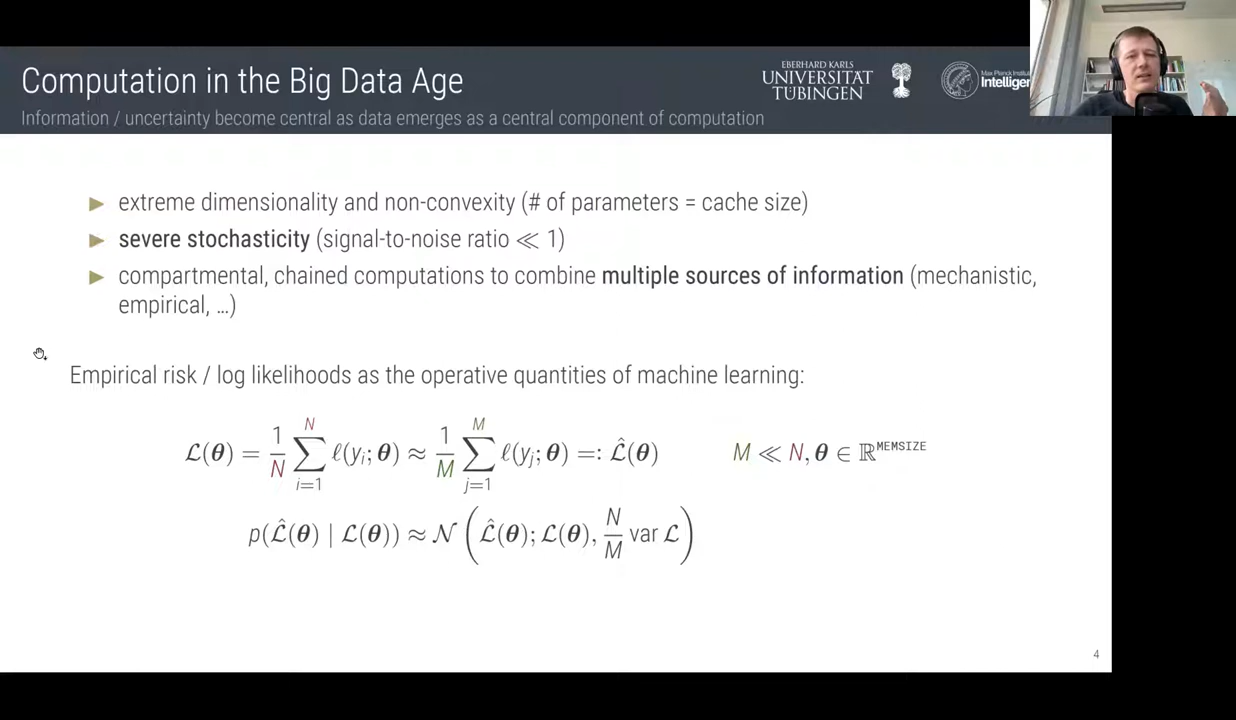 Computation in the Big Data Age
Information / uncertainty become central as data emerges as a central component of computation
EBERHARD KARLS
UNIVERSITÄT
TÜBINGEN
Max Planck
Intelligen
▶ extreme dimensionality and non-convexity (# of parameters = cache size)
▶ severe stochasticity (signal-to-noise ratio ≪ 1)
▶ compartmental, chained computations to combine multiple sources of information (mechanistic,
empirical, …)
Empirical risk / log likelihoods as the operative quantities of machine learning:
ℒ(θ) = 1/N ∑_{i=1}^{N} ℓ(y_i; θ) ≈ 1/M ∑_{j=1}^{M} ℓ(y_j; θ) =: ℒ̂(θ) M ≪ N, θ ∈ ℝ^MEMSIZE
p(ℒ̂(θ) | ℒ(θ)) ≈ 𝒩(ℒ̂(θ); ℒ(θ), N/M var ℒ)
4